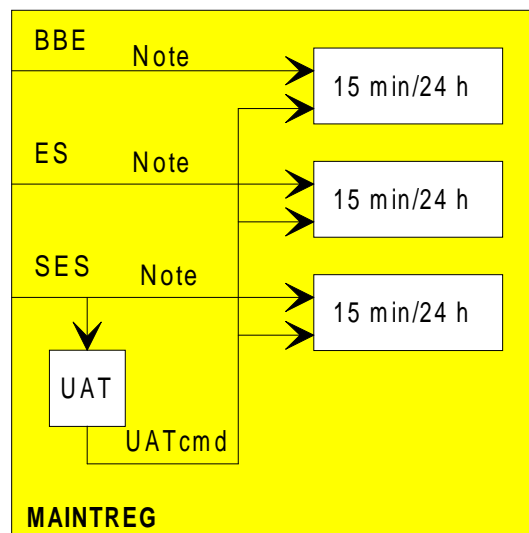 BBE
Note
15 min/24 h
ES
Note
15 min/24 h
SES
Note
15 min/24 h
UAT
UATcmd
MAINTREG